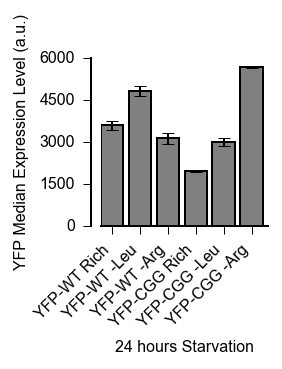 YFP Median Expression Level (a.u.)
6000
4500
3000
1500
0
YFP-WT Rich
YFP-WT -Leu
YFP-WT -Arg
YFP-CGG Rich
YFP-CGG -Leu
YFP-CGG -Arg
24 hours Starvation